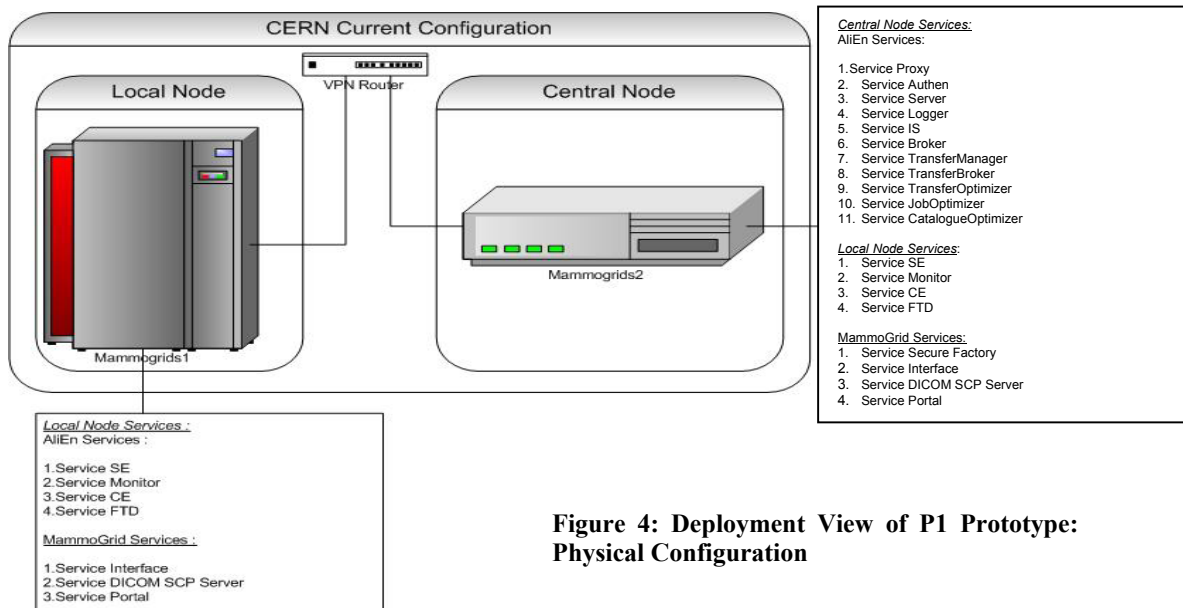 CERN Current Configuration
VPN Router
Local Node
Central Node
Mammogrids1
Mammogrids2
Central Node Services:
AliEn Services:
1.Service Proxy
2. Service Authen
3. Service Server
4. Service Logger
5. Service IS
6. Service Broker
7. Service TransferManager
8. Service TransferBroker
9. Service TransferOptimizer
10. Service JobOptimizer
11. Service CatalogueOptimizer
Local Node Services:
1. Service SE
2. Service Monitor
3. Service CE
4. Service FTD
MammoGrid Services:
1. Service Secure Factory
2. Service Interface
3. Service DICOM SCP Server
4. Service Portal
Local Node Services :
AliEn Services :
1.Service SE
2.Service Monitor
3.Service CE
4.Service FTD
MammoGrid Services :
1.Service Interface
2.Service DICOM SCP Server
3.Service Portal
Figure 4: Deployment View of P1 Prototype:
Physical Configuration